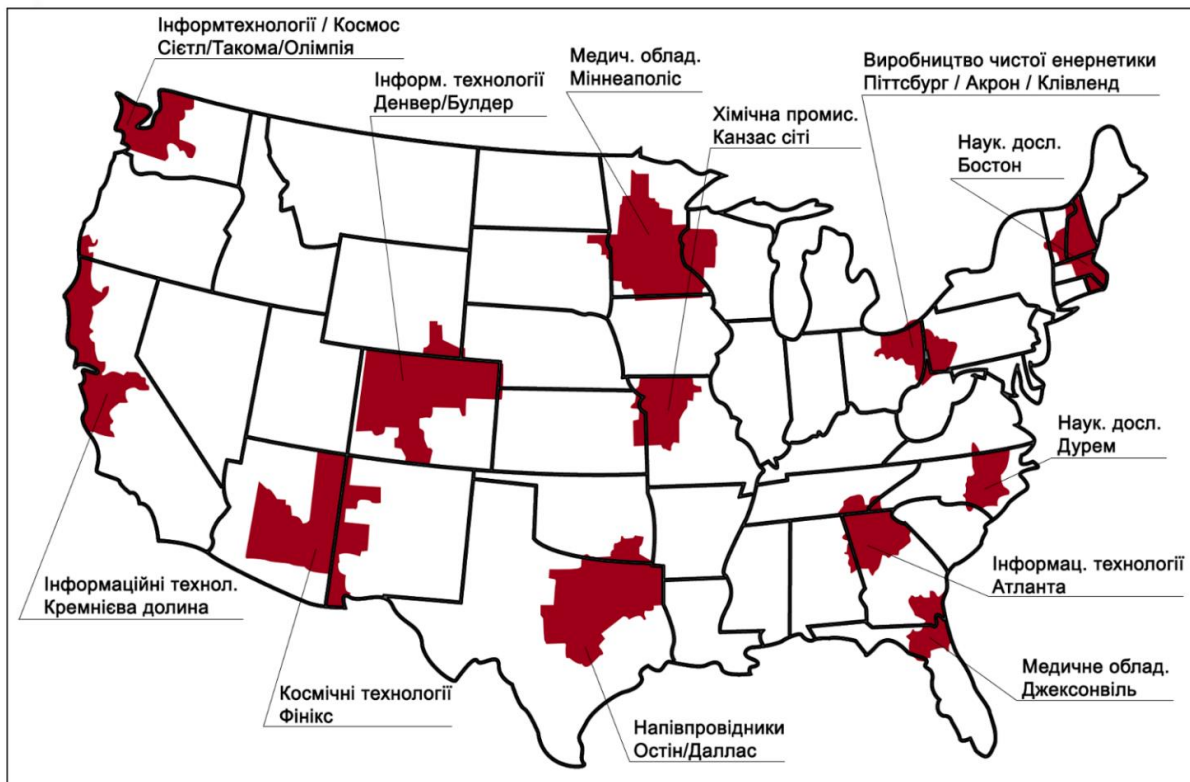 Інформтехнології / Космос
Сієтл/Такома/Олімпія
Інформ. технології
Денвер/Булдер
Медич. облад.
Міннеаполіс
Хімічна промис.
Канзас сіті
Виробництво чистої енернетики
Піттсбург / Акрон / Клівленд
Наук. досл.
Бостон
Наук. досл.
Дурем
Інформаційні технол.
Кремнієва долина
Інформац. технології
Атланта
Космічні технології
Фінікс
Напівпровідники
Остін/Даллас
Медичне облад.
Джексонвіль